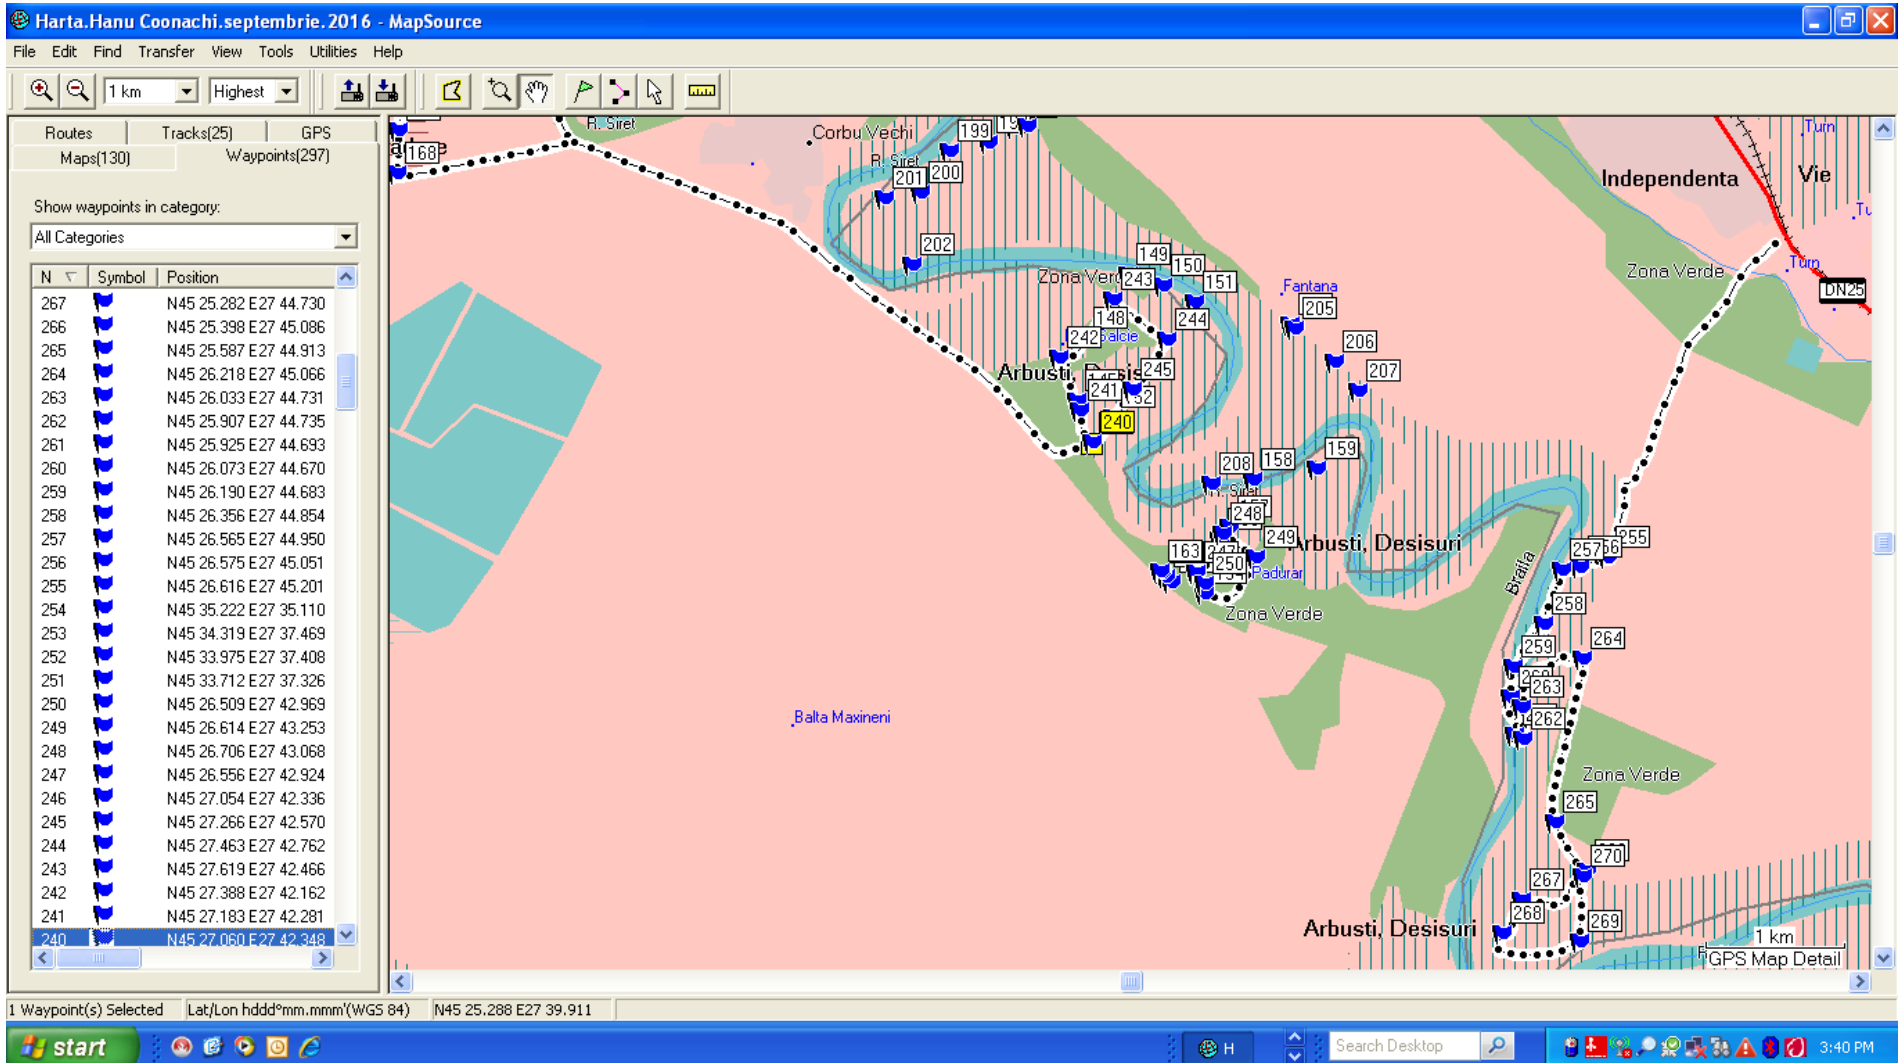 Harta.Hanu Coonachi.septembrie.2016 - MapSource
File Edit Find Transfer View Tools Utilities Help
1 km Highest
Routes Tracks(25) GPS
Maps(130) Waypoints(297)
Show waypoints in category:
All Categories
N Symbol Position
267 N45 25.282 E27 44.730
266 N45 25.398 E27 45.086
265 N45 25.587 E27 44.913
264 N45 26.218 E27 45.066
263 N45 26.033 E27 44.731
262 N45 25.907 E27 44.735
261 N45 25.925 E27 44.693
260 N45 26.073 E27 44.670
259 N45 26.190 E27 44.683
258 N45 26.356 E27 44.854
257 N45 26.565 E27 44.950
256 N45 26.575 E27 45.051
255 N45 26.616 E27 45.201
254 N45 35.222 E27 35.110
253 N45 34.319 E27 37.469
252 N45 33.975 E27 37.408
251 N45 33.712 E27 37.326
250 N45 26.509 E27 42.969
249 N45 26.614 E27 43.253
248 N45 26.706 E27 43.068
247 N45 26.556 E27 42.924
246 N45 27.054 E27 42.336
245 N45 27.266 E27 42.570
244 N45 27.463 E27 42.762
243 N45 27.619 E27 42.466
242 N45 27.388 E27 42.162
241 N45 27.183 E27 42.281
240 N45 27.060 E27 42.348
R. Siret
Corbu Vechi
199
168
R. Siret
201 200
202
Independenta
Vie
Turn
Zona Verde
Turn
DN25
149
150
243
151
148
244
242
Fantana
205
206
207
245
241
240
Arbusti,
208 158 159
R. Siret
248
249
Arbusti, Desisuri
163
247
250
Padurar
Zona Verde
Braila
257
255
258
259
264
263
262
Balta Maxineni
Zona Verde
265
270
267
268
269
Arbusti, Desisuri
1 km
GPS Map Detail
1 Waypoint(s) Selected Lat/Lon hddd°mm.mmm'(WGS 84) N45 25.288 E27 39.911
start H Search Desktop 3:40 PM